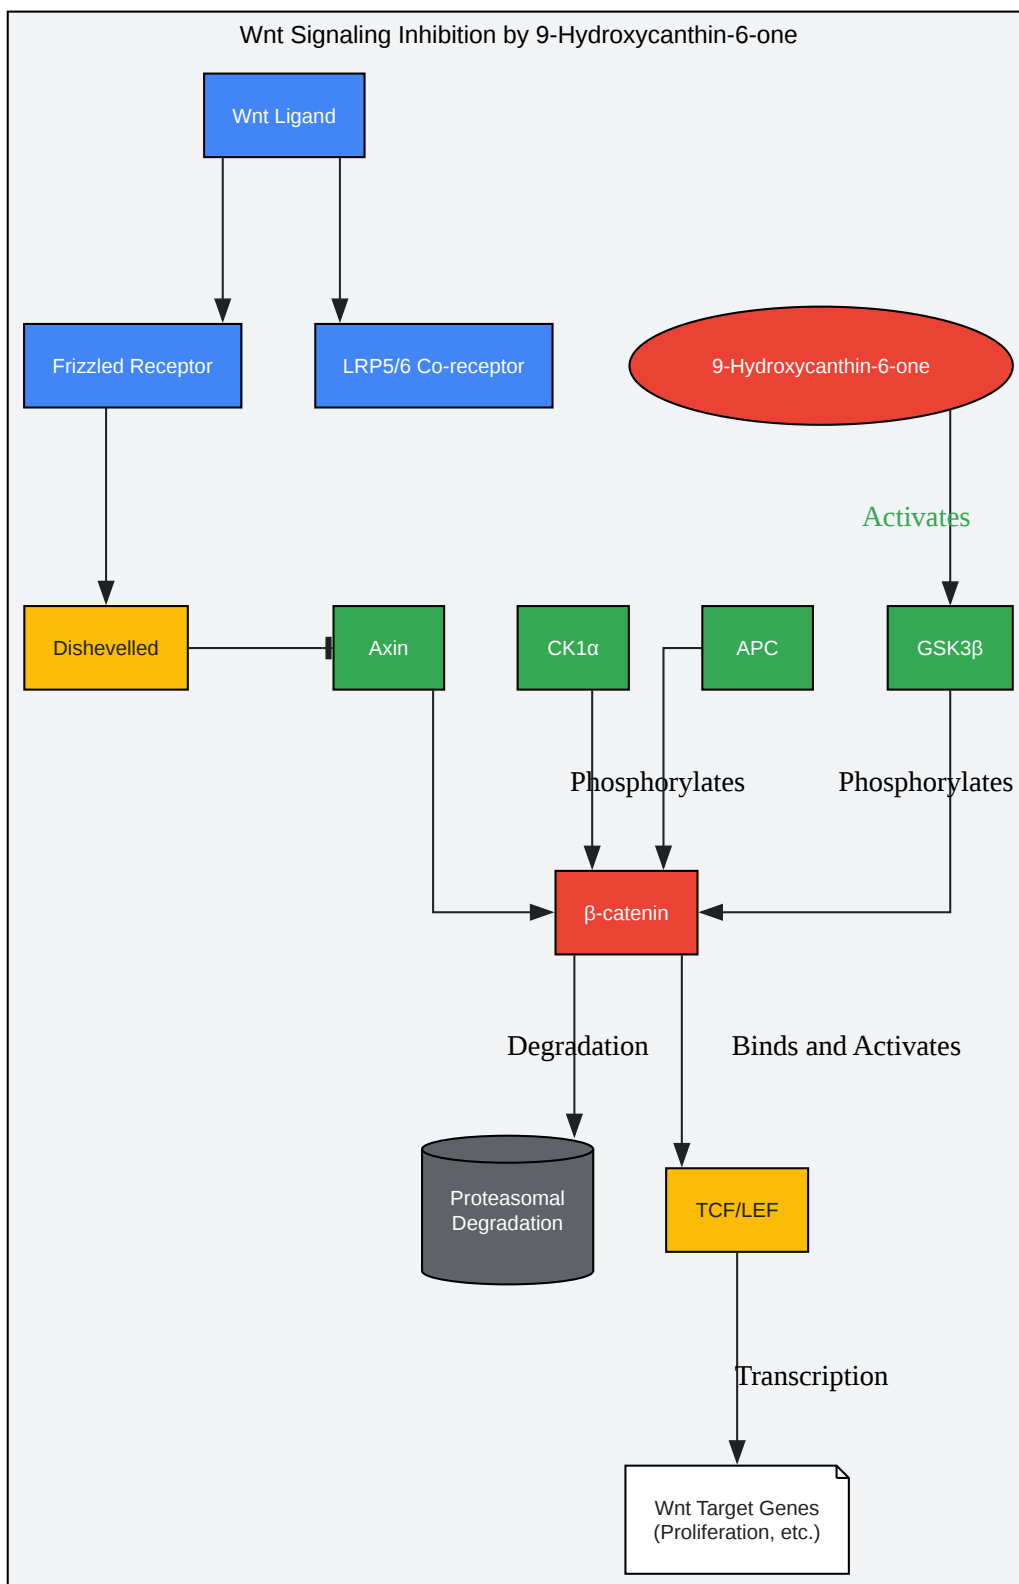 Wnt Signaling Inhibition by 9-Hydroxycanthin-6-one
Wnt Ligand
Frizzled Receptor
LRP5/6 Co-receptor
9-Hydroxycanthin-6-one
Activates
Dishevelled
Axin
CK1α
APC
GSK3β
Phosphorylates
Phosphorylates
β-catenin
Degradation
Binds and Activates
Proteasomal
Degradation
TCF/LEF
Transcription
Wnt Target Genes
(Proliferation, etc.)